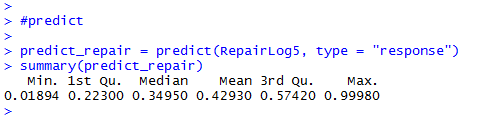 >
> #predict
>
> predict_repair = predict(RepairLog5, type = "response")
> summary(predict_repair)
   Min. 1st Qu.  Median    Mean 3rd Qu.    Max.
0.01894 0.22300 0.34950 0.42930 0.57420 0.99980
>